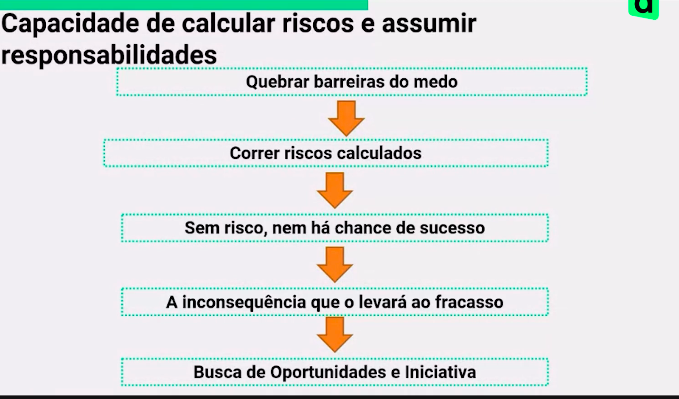 Capacidade de calcular riscos e assumir
responsabilidades
Quebrar barreiras do medo
Correr riscos calculados
Sem risco, nem há chance de sucesso
A inconsequência que o levará ao fracasso
Busca de Oportunidades e Iniciativa